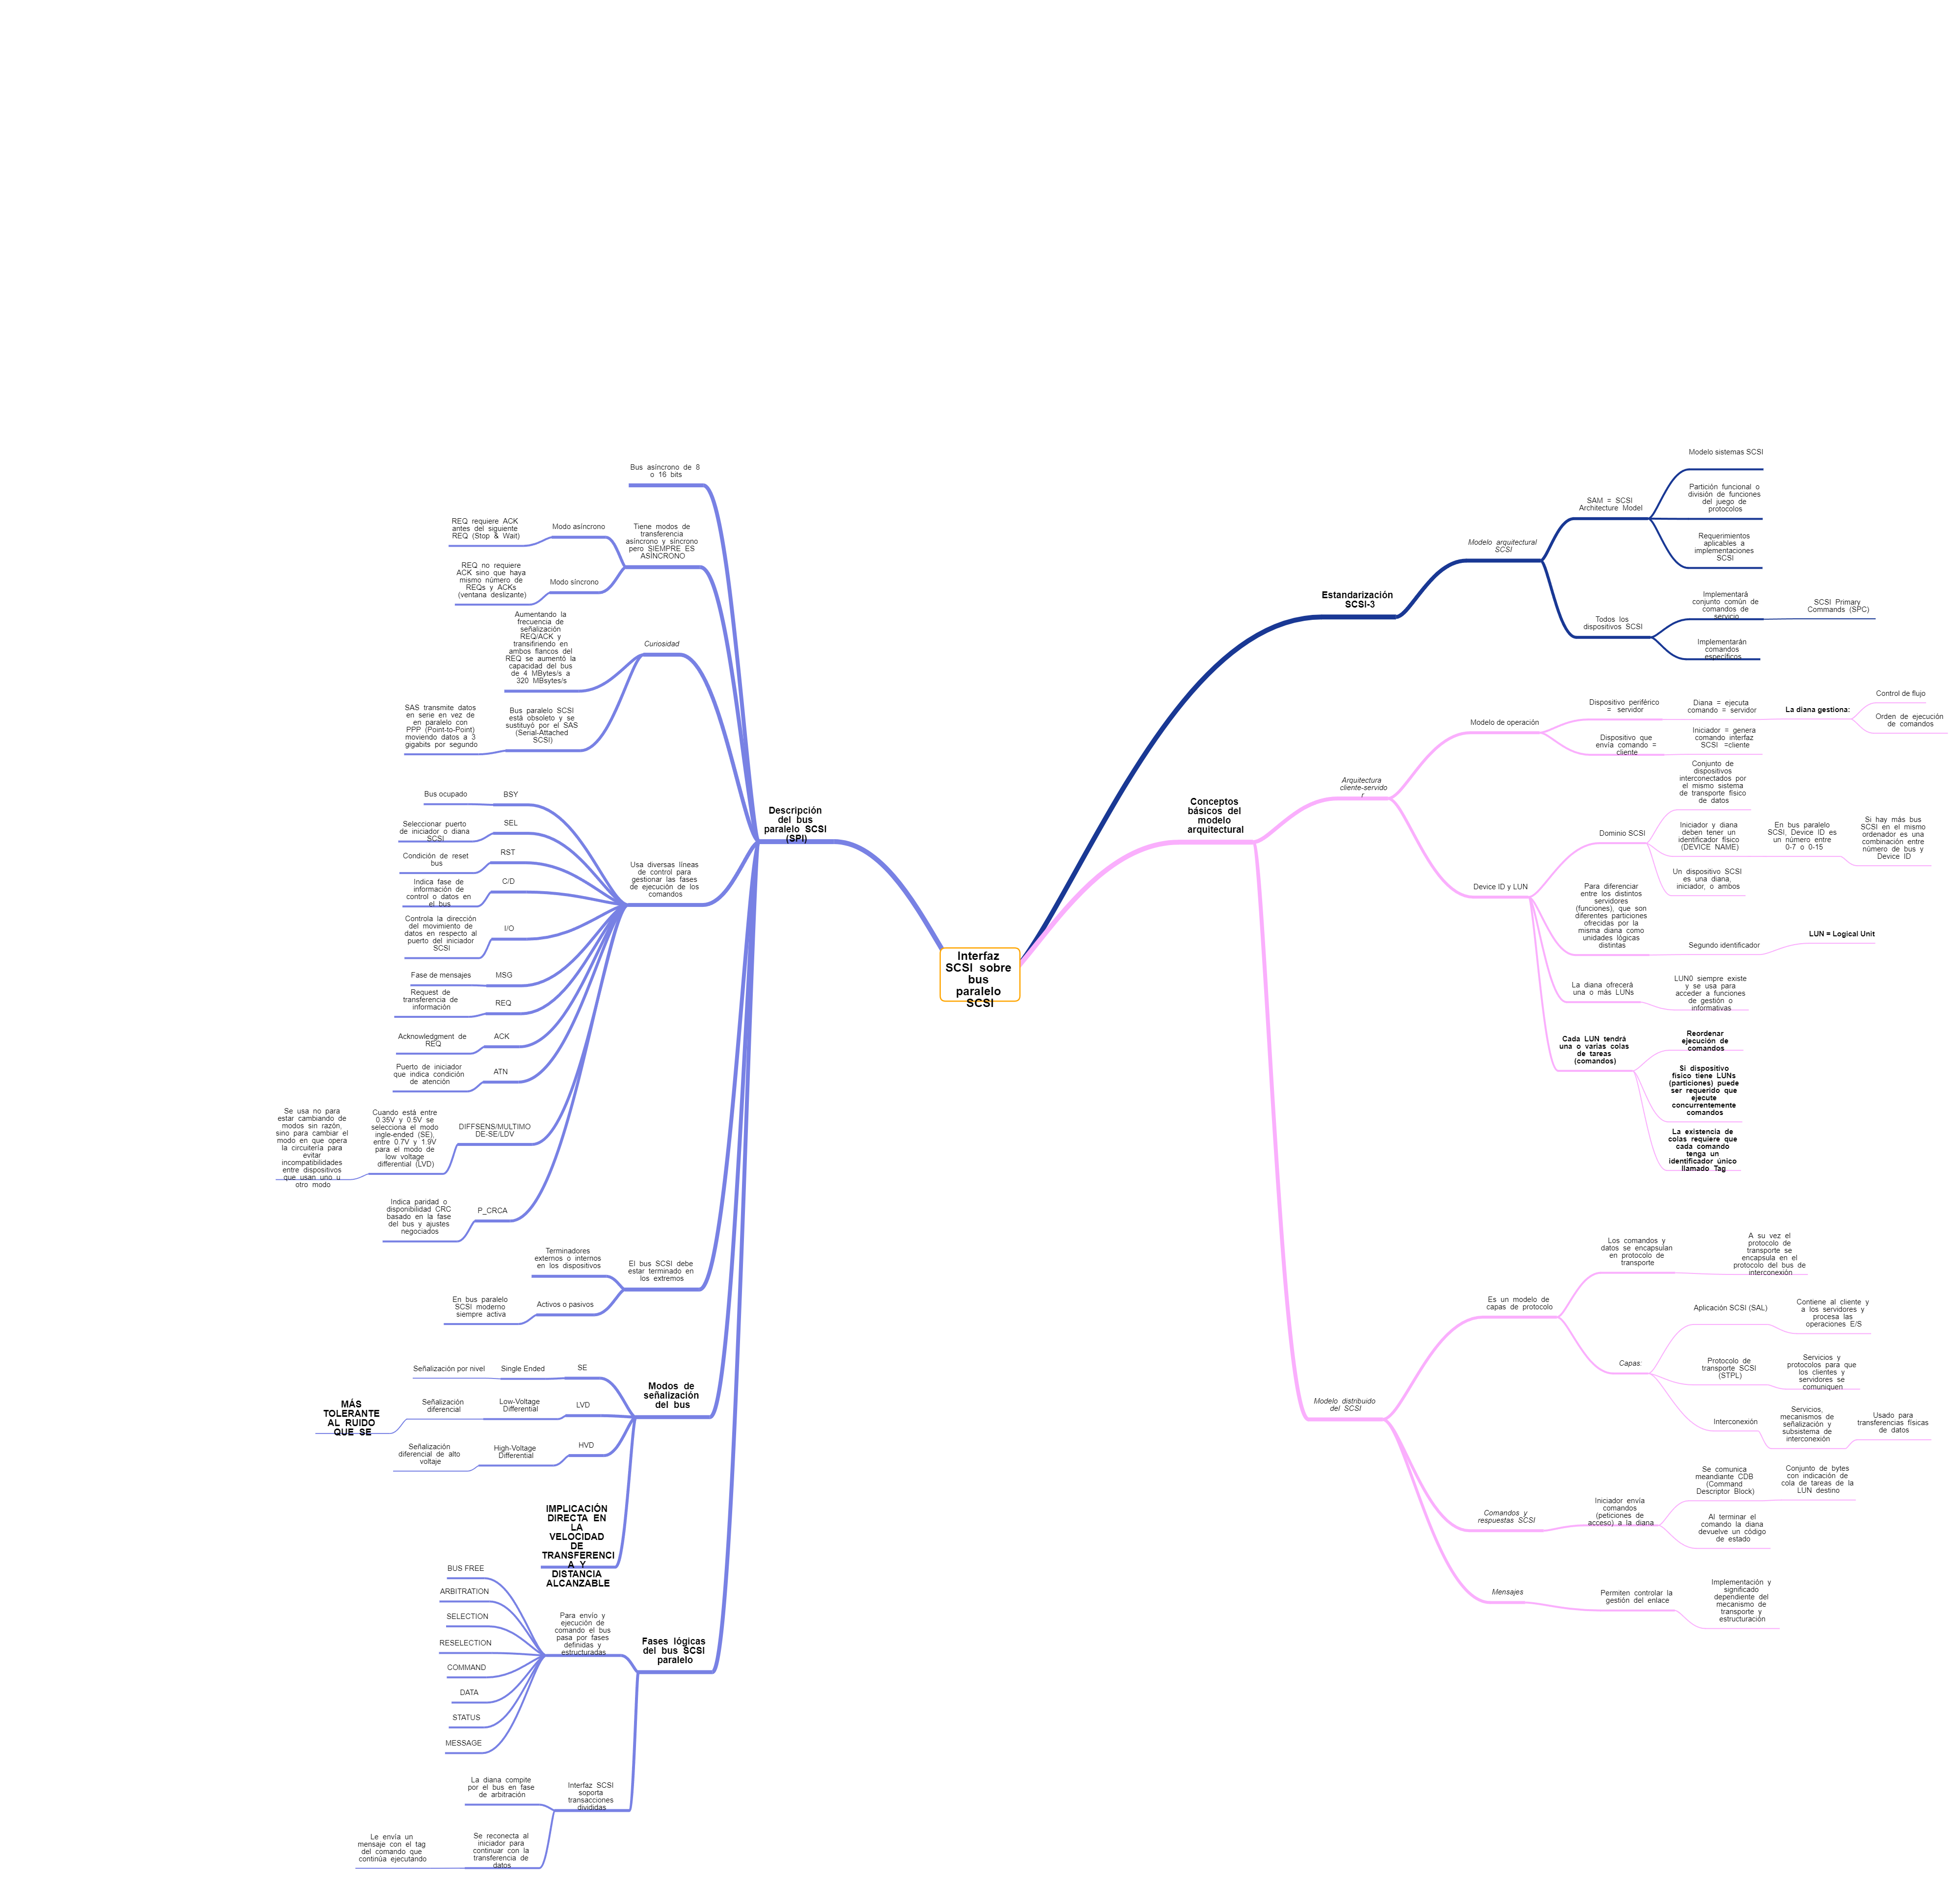 Interfaz
SCSI sobre
bus
paralelo
SCSI
Estandarización
SCSI-3
Modelo arquitectural
SCSI
SAM = SCSI
Architecture Model
Modelo sistemas SCSI
Partición funcional o
división de funciones
del juego de
protocolos
Requerimientos
aplicables a
implementaciones
SCSI
Todos los
dispositivos SCSI
Implementará
conjunto común de
comandos de
servicio
SCSI Primary
Commands (SPC)
Implementarán
comandos
específicos
Conceptos
básicos del
modelo
arquitectural
Arquitectura
cliente-servido
r
Modelo de operación
Dispositivo periférico
= servidor
Diana = ejecuta
comando = servidor
La diana gestiona:
Control de flujo
Orden de ejecución
de comandos
Dispositivo que
envía comando =
cliente
Iniciador = genera
comando interfaz
SCSI =cliente
Device ID y LUN
Dominio SCSI
Conjunto de
dispositivos
interconectados por
el mismo sistema
de transporte físico
de datos
Iniciador y diana
deben tener un
identificador físico
(DEVICE NAME)
En bus paralelo
SCSI, Device ID es
un número entre
0-7 o 0-15
Si hay más bus
SCSI en el mismo
ordenador es una
combinación entre
número de bus y
Device ID
Un dispositivo SCSI
es una diana,
iniciador, o ambos
Para diferenciar
entre los distintos
servidores
(funciones), que son
diferentes particiones
ofrecidas por la
misma diana como
unidades lógicas
distintas
Segundo identificador
LUN = Logical Unit
La diana ofrecerá
una o más LUNs
LUN0 siempre existe
y se usa para
acceder a funciones
de gestión o
informativas
Cada LUN tendrá
una o varias colas
de tareas
(comandos)
Reordenar
ejecución de
comandos
Si dispositivo
físico tiene LUNs
(particiones) puede
ser requerido que
ejecute
concurrentemente
comandos
La existencia de
colas requiere que
cada comando
tenga un
identificador único
llamado Tag
Modelo distribuido
del SCSI
Es un modelo de
capas de protocolo
Los comandos y
datos se encapsulan
en protocolo de
transporte
A su vez el
protocolo de
transporte se
encapsula en el
protocolo del bus de
interconexión
Capas:
Aplicación SCSI (SAL)
Contiene al cliente y
a los servidores y
procesa las
operaciones E/S
Protocolo de
transporte SCSI
(STPL)
Servicios y
protocolos para que
los clientes y
servidores se
comuniquen
Interconexión
Servicios,
mecanismos de
señalización y
subsistema de
interconexión
Usado para
transferencias físicas
de datos
Comandos y
respuestas SCSI
Iniciador envía
comandos
(peticiones de
acceso) a la diana
Se comunica
meandiante CDB
(Command
Descriptor Block)
Conjunto de bytes
con indicación de
cola de tareas de la
LUN destino
Al terminar el
comando la diana
devuelve un código
de estado
Mensajes
Permiten controlar la
gestión del enlace
Implementación y
significado
dependiente del
mecanismo de
transporte y
estructuración
Descripción
del bus
paralelo SCSI
(SPI)
Bus asíncrono de 8
o 16 bits
Tiene modos de
transferencia
asíncrono y síncrono
pero SIEMPRE ES
ASÍNCRONO
Modo asíncrono
REQ requiere ACK
antes del siguiente
REQ (Stop & Wait)
Modo síncrono
REQ no requiere
ACK sino que haya
mismo número de
REQs y ACKs
(ventana deslizante)
Curiosidad
Aumentando la
frecuencia de
señalización
REQ/ACK y
transifiriendo en
ambos flancos del
REQ se aumentó la
capacidad del bus
de 4 MBytes/s a
320 MBsytes/s
Bus paralelo SCSI
está obsoleto y se
sustituyó por el SAS
(Serial-Attached
SCSI)
SAS transmite datos
en serie en vez de
en paralelo con
PPP (Point-to-Point)
moviendo datos a 3
gigabits por segundo
Usa diversas líneas
de control para
gestionar las fases
de ejecución de los
comandos
BSY
Bus ocupado
SEL
Seleccionar puerto
de iniciador o diana
SCSI
RST
Condición de reset
bus
C/D
Indica fase de
información de
control o datos en
el bus
I/O
Controla la dirección
del movimiento de
datos en respecto al
puerto del iniciador
SCSI
MSG
Fase de mensajes
REQ
Request de
transferencia de
información
ACK
Acknowledgment de
REQ
ATN
Puerto de iniciador
que indica condición
de atención
DIFFSENS/MULTIMO
DE-SE/LDV
Cuando está entre
0.35V y 0.5V se
selecciona el modo
ingle-ended (SE),
entre 0.7V y 1.9V
para el modo de
low voltage
differential (LVD)
Se usa no para
estar cambiando de
modos sin razón,
sino para cambiar el
modo en que opera
la circuitería para
evitar
incompatibilidades
entre dispositivos
que usan uno u
otro modo
P_CRCA
Indica paridad o
disponibilidad CRC
basado en la fase
del bus y ajustes
negociados
El bus SCSI debe
estar terminado en
los extremos
Terminadores
externos o internos
en los dispositivos
Activos o pasivos
En bus paralelo
SCSI moderno
siempre activa
Modos de
señalización
del bus
SE
Single Ended
Señalización por nivel
LVD
Low-Voltage
Differential
Señalización
diferencial
MÁS
TOLERANTE
AL RUIDO
QUE SE
HVD
High-Voltage
Differential
Señalización
diferencial de alto
voltaje
IMPLICACIÓN
DIRECTA EN
LA
VELOCIDAD
DE
TRANSFERENCI
A Y
DISTANCIA
ALCANZABLE
Fases lógicas
del bus SCSI
paralelo
Para envío y
ejecución de
comando el bus
pasa por fases
definidas y
estructuradas
BUS FREE
ARBITRATION
SELECTION
RESELECTION
COMMAND
DATA
STATUS
MESSAGE
Interfaz SCSI
soporta
transacciones
divididas
La diana compite
por el bus en fase
de arbitración
Se reconecta al
iniciador para
continuar con la
transferencia de
datos
Le envía un
mensaje con el tag
del comando que
continúa ejecutando